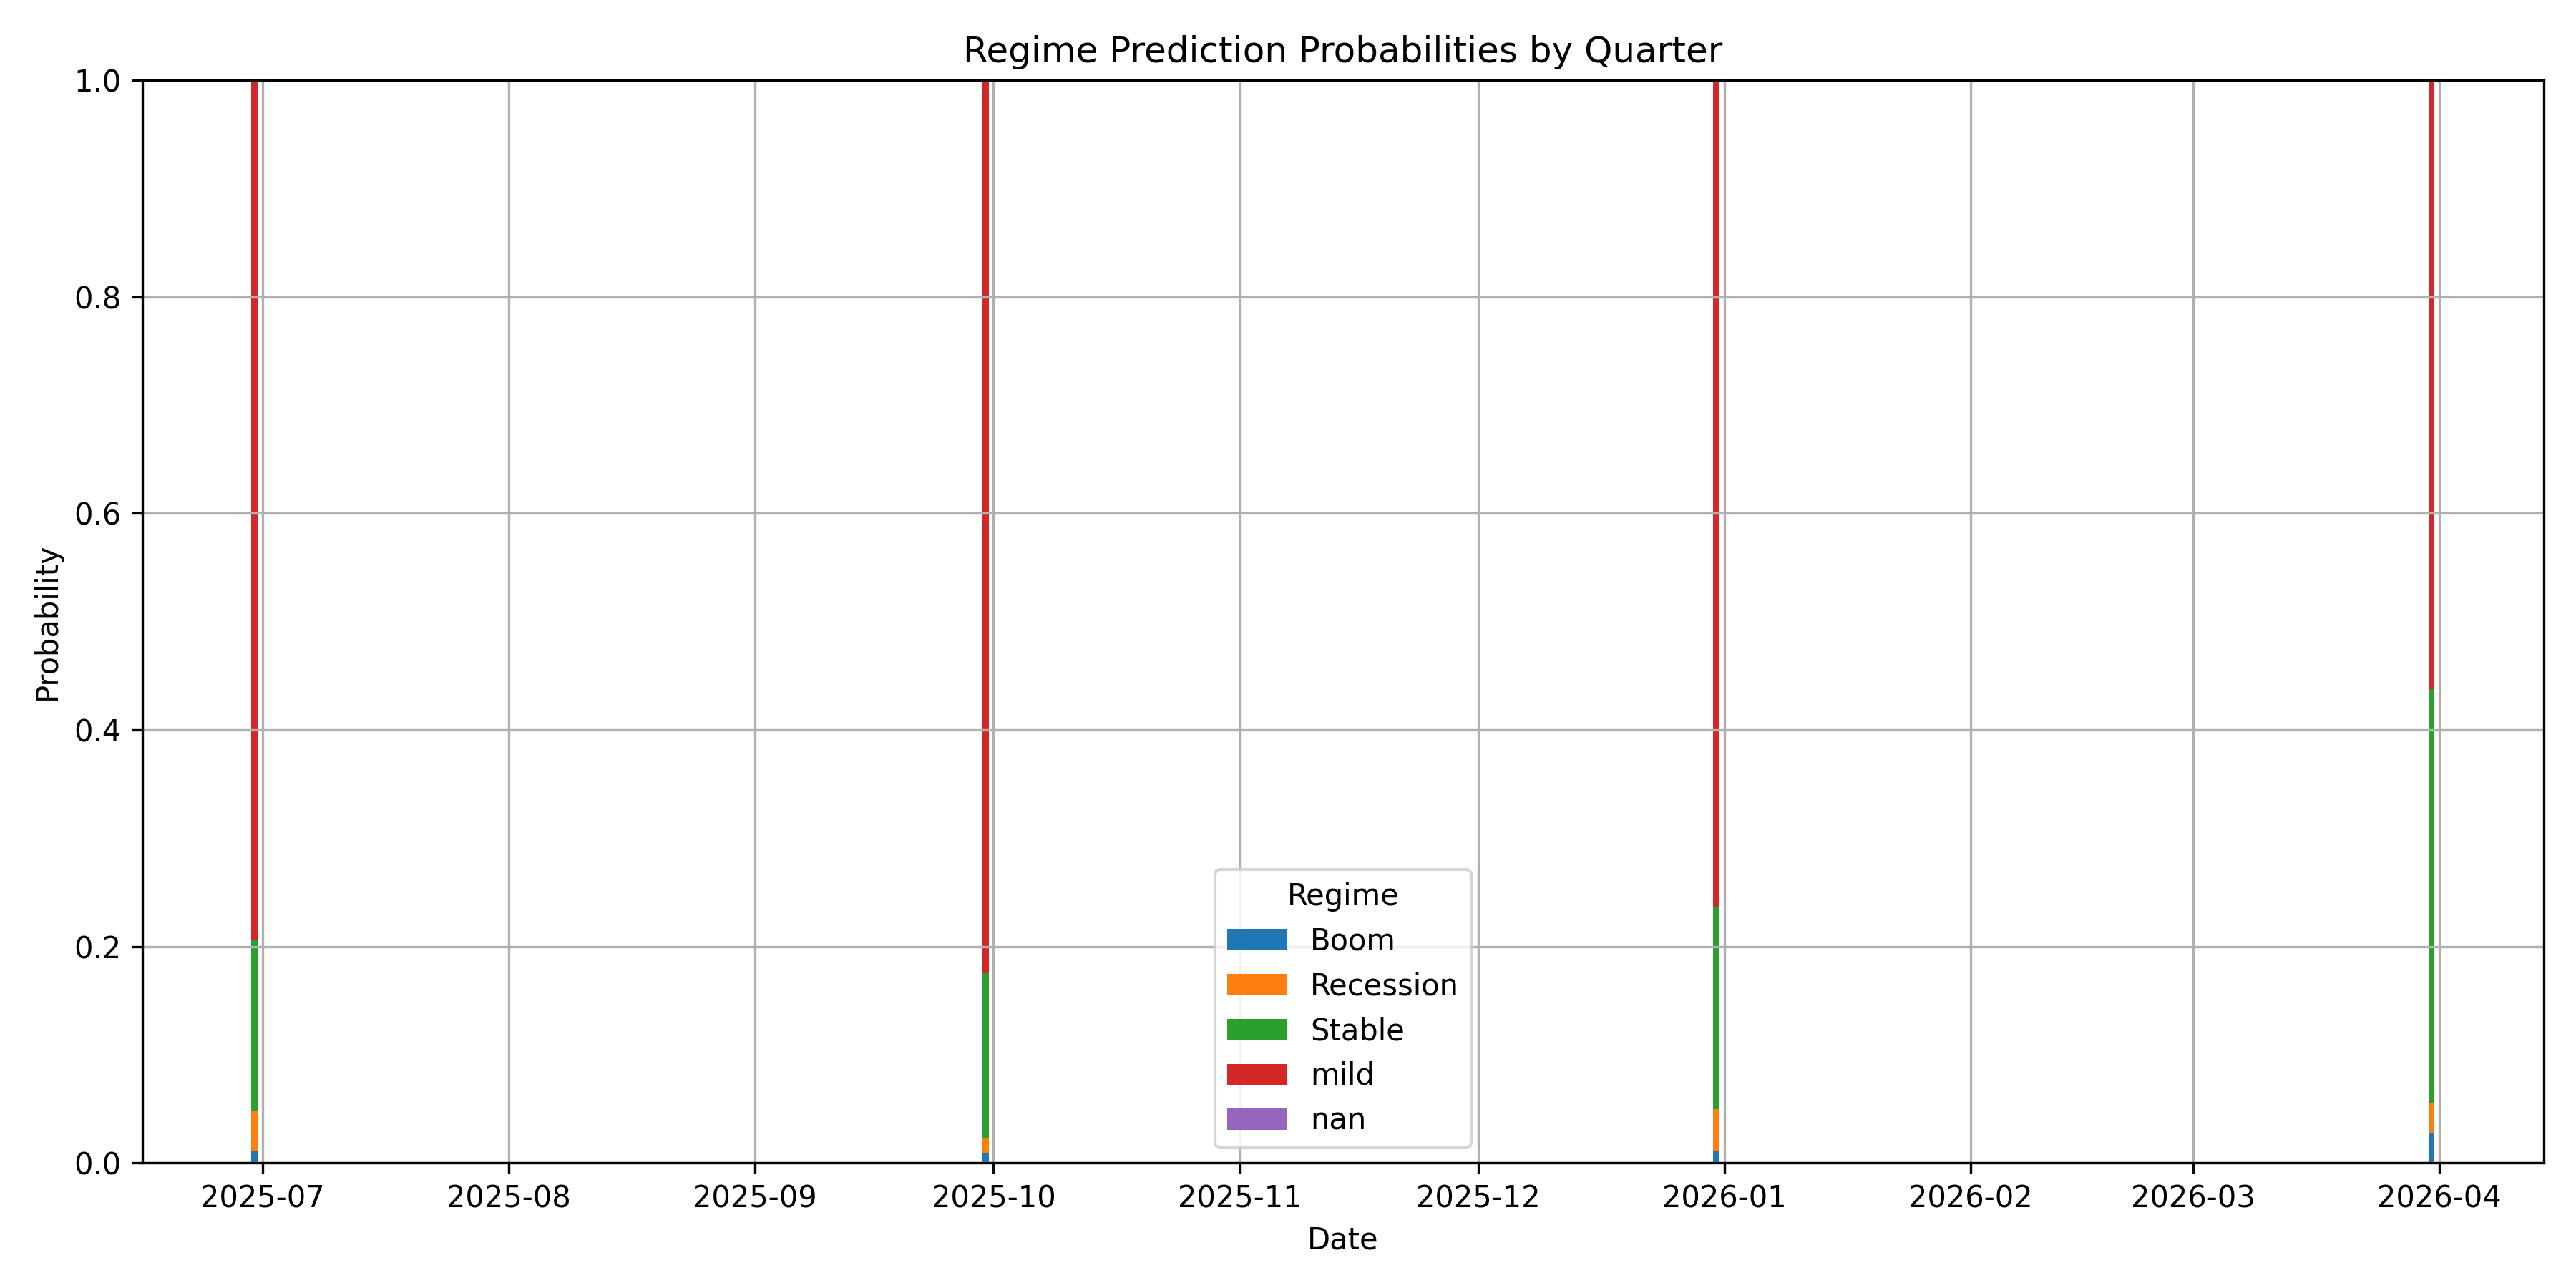 Regime Prediction Probabilities by Quarter
1.0
0.8
0.6
0.4
0.2
0.0
Probability
Regime
Boom
Recession
Stable
mild
nan
2025-07 2025-08 2025-09 2025-10 2025-11 2025-12 2026-01 2026-02 2026-03 2026-04
Date